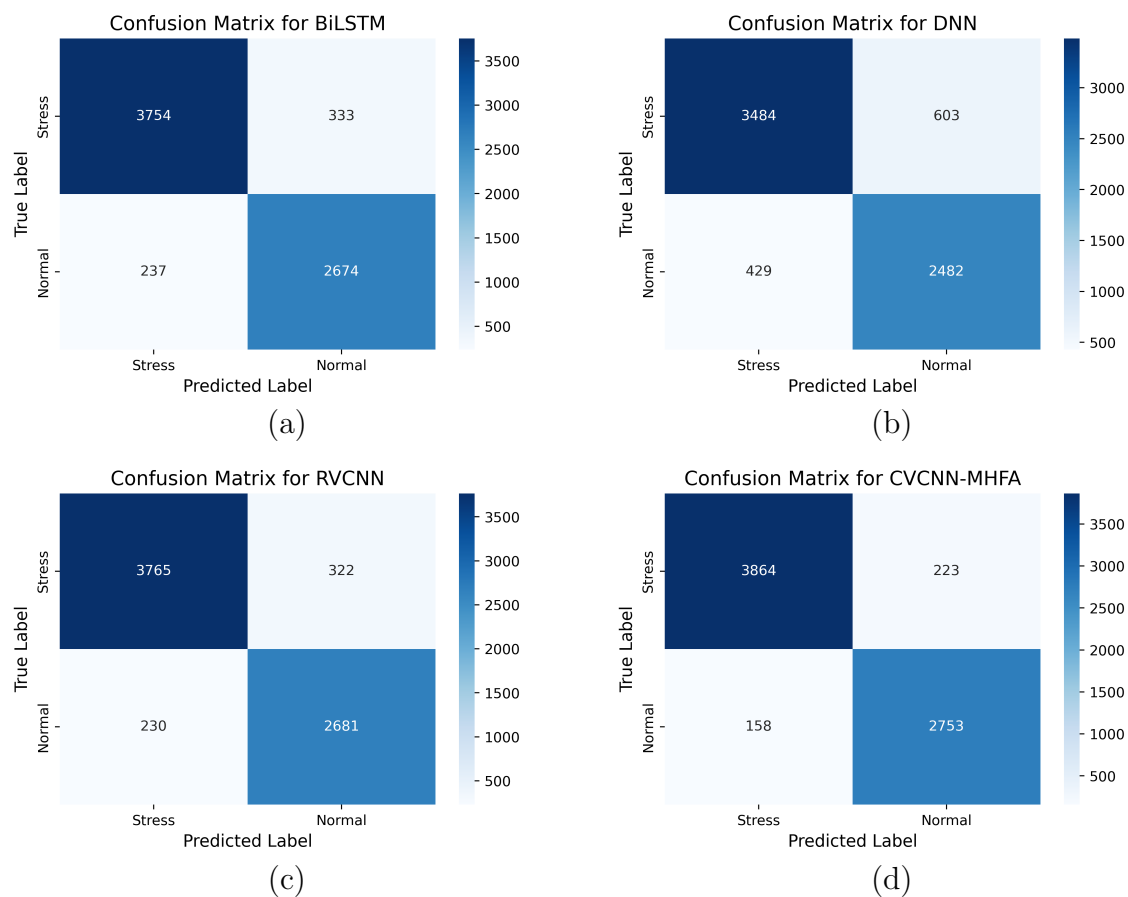 Confusion Matrix for BiLSTM
True Label
Stress
Normal
3754
333
237
2674
Stress
Normal
Predicted Label
3500
3000
2500
2000
1500
1000
500
(a)
Confusion Matrix for DNN
True Label
Stress
Normal
3484
603
429
2482
Stress
Normal
Predicted Label
3000
2500
2000
1500
1000
500
(b)
Confusion Matrix for RVCNN
True Label
Stress
Normal
3765
322
230
2681
Stress
Normal
Predicted Label
3500
3000
2500
2000
1500
1000
500
(c)
Confusion Matrix for CVCNN-MHFA
True Label
Stress
Normal
3864
223
158
2753
Stress
Normal
Predicted Label
3500
3000
2500
2000
1500
1000
500
(d)